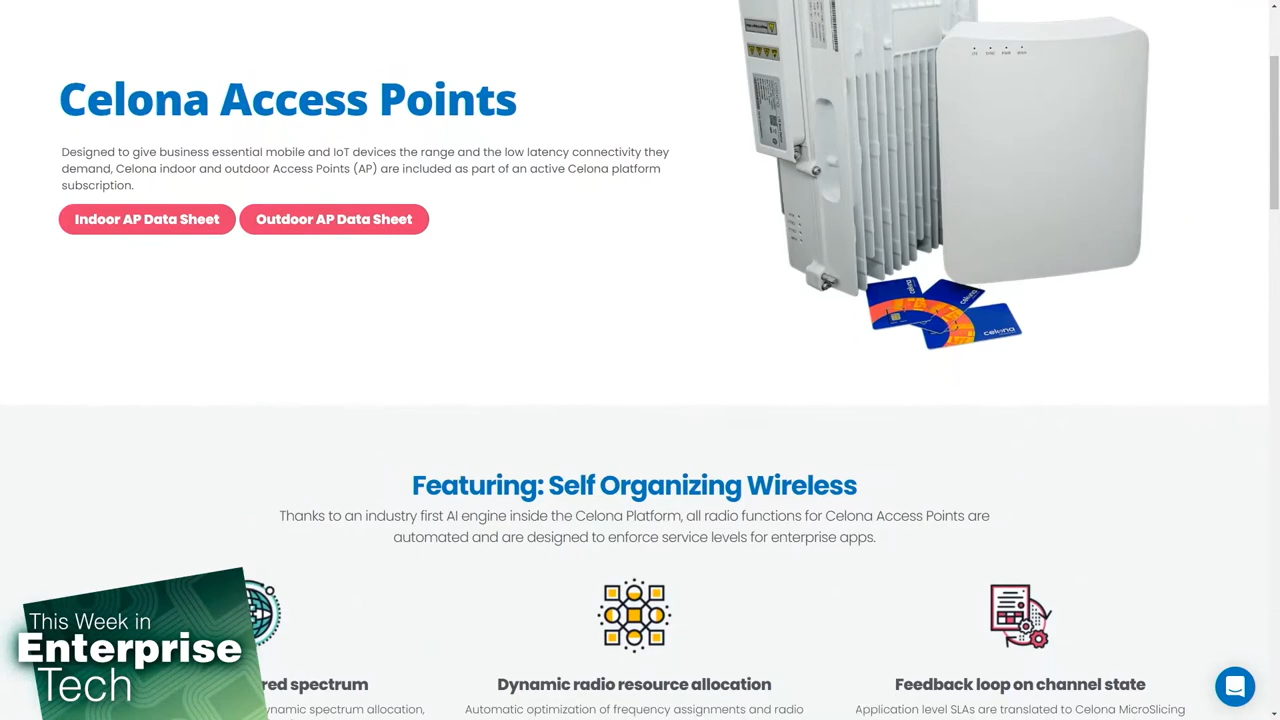 Celona Access Points
Designed to give business essential mobile and IoT devices the range and the low latency connectivity they
demand, Celona indoor and outdoor Access Points (AP) are included as part of an active Celona platform
subscription.
Indoor AP Data Sheet
Outdoor AP Data Sheet
celona
celona
celona
Featuring: Self Organizing Wireless
Thanks to an industry first AI engine inside the Celona Platform, all radio functions for Celona Access Points are
automated and are designed to enforce service levels for enterprise apps.
red spectrum
ynamic spectrum allocation,
Dynamic radio resource allocation
Automatic optimization of frequency assignments and radio
Feedback loop on channel state
Application level SLAs are translated to Celona MicroSlicing
This Week in
Enterprise
Tech